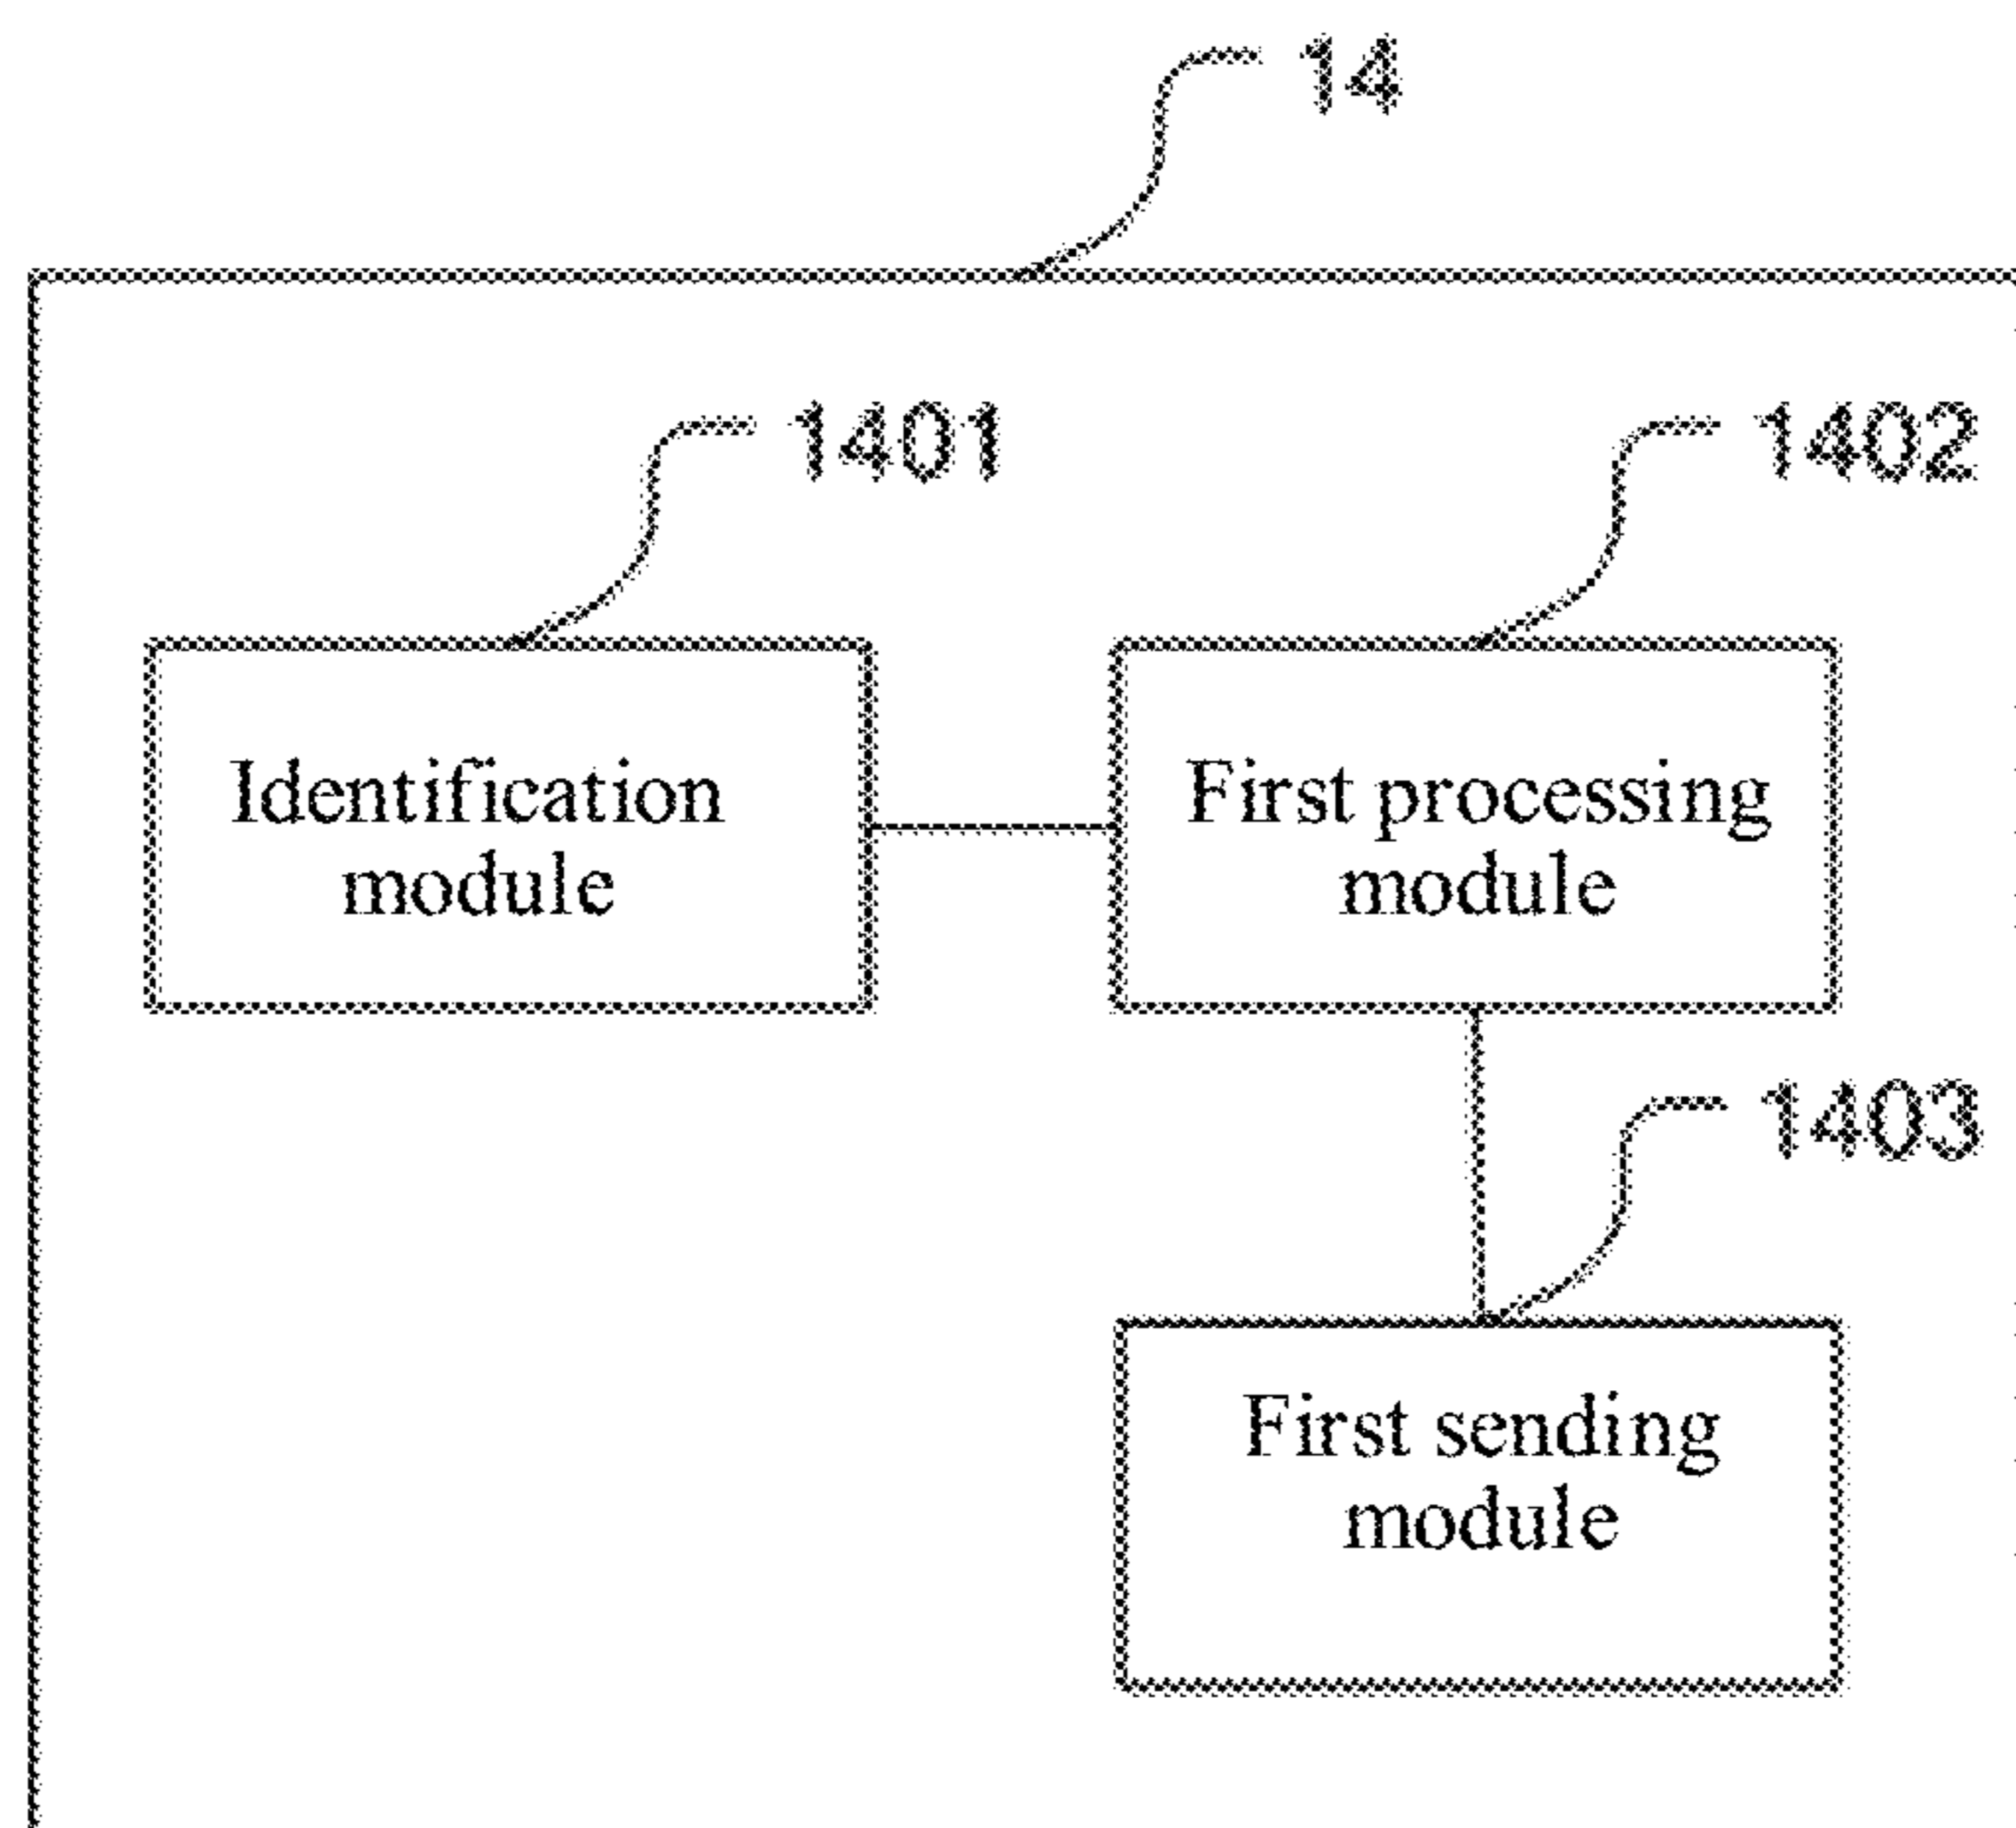 14
1401
1402
Identification
module
First processing
module
1403
First sending
module